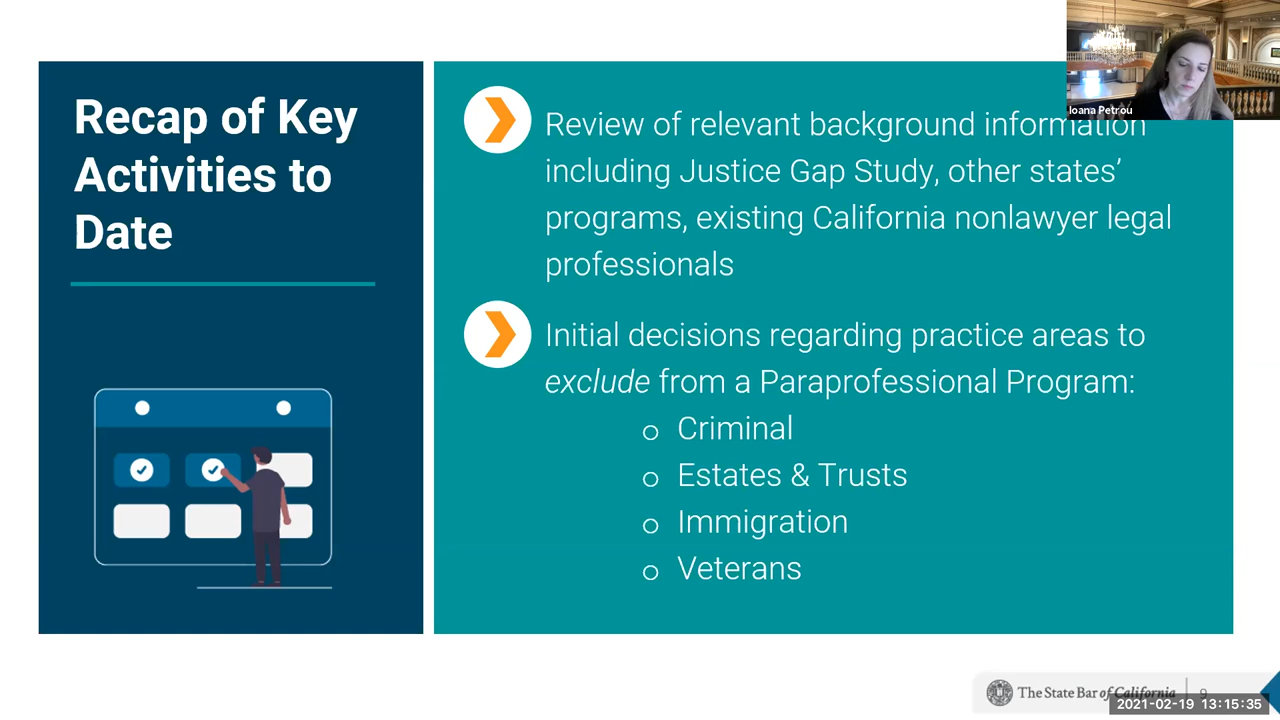 Recap of Key
Activities to
Date
Review of relevant background information
including Justice Gap Study, other states’
programs, existing California nonlawyer legal
professionals
Initial decisions regarding practice areas to
exclude from a Paraprofessional Program:
o Criminal
o Estates & Trusts
o Immigration
o Veterans
Ioana Petrou
The State Bar of California 9
2021-02-19 13:15:35